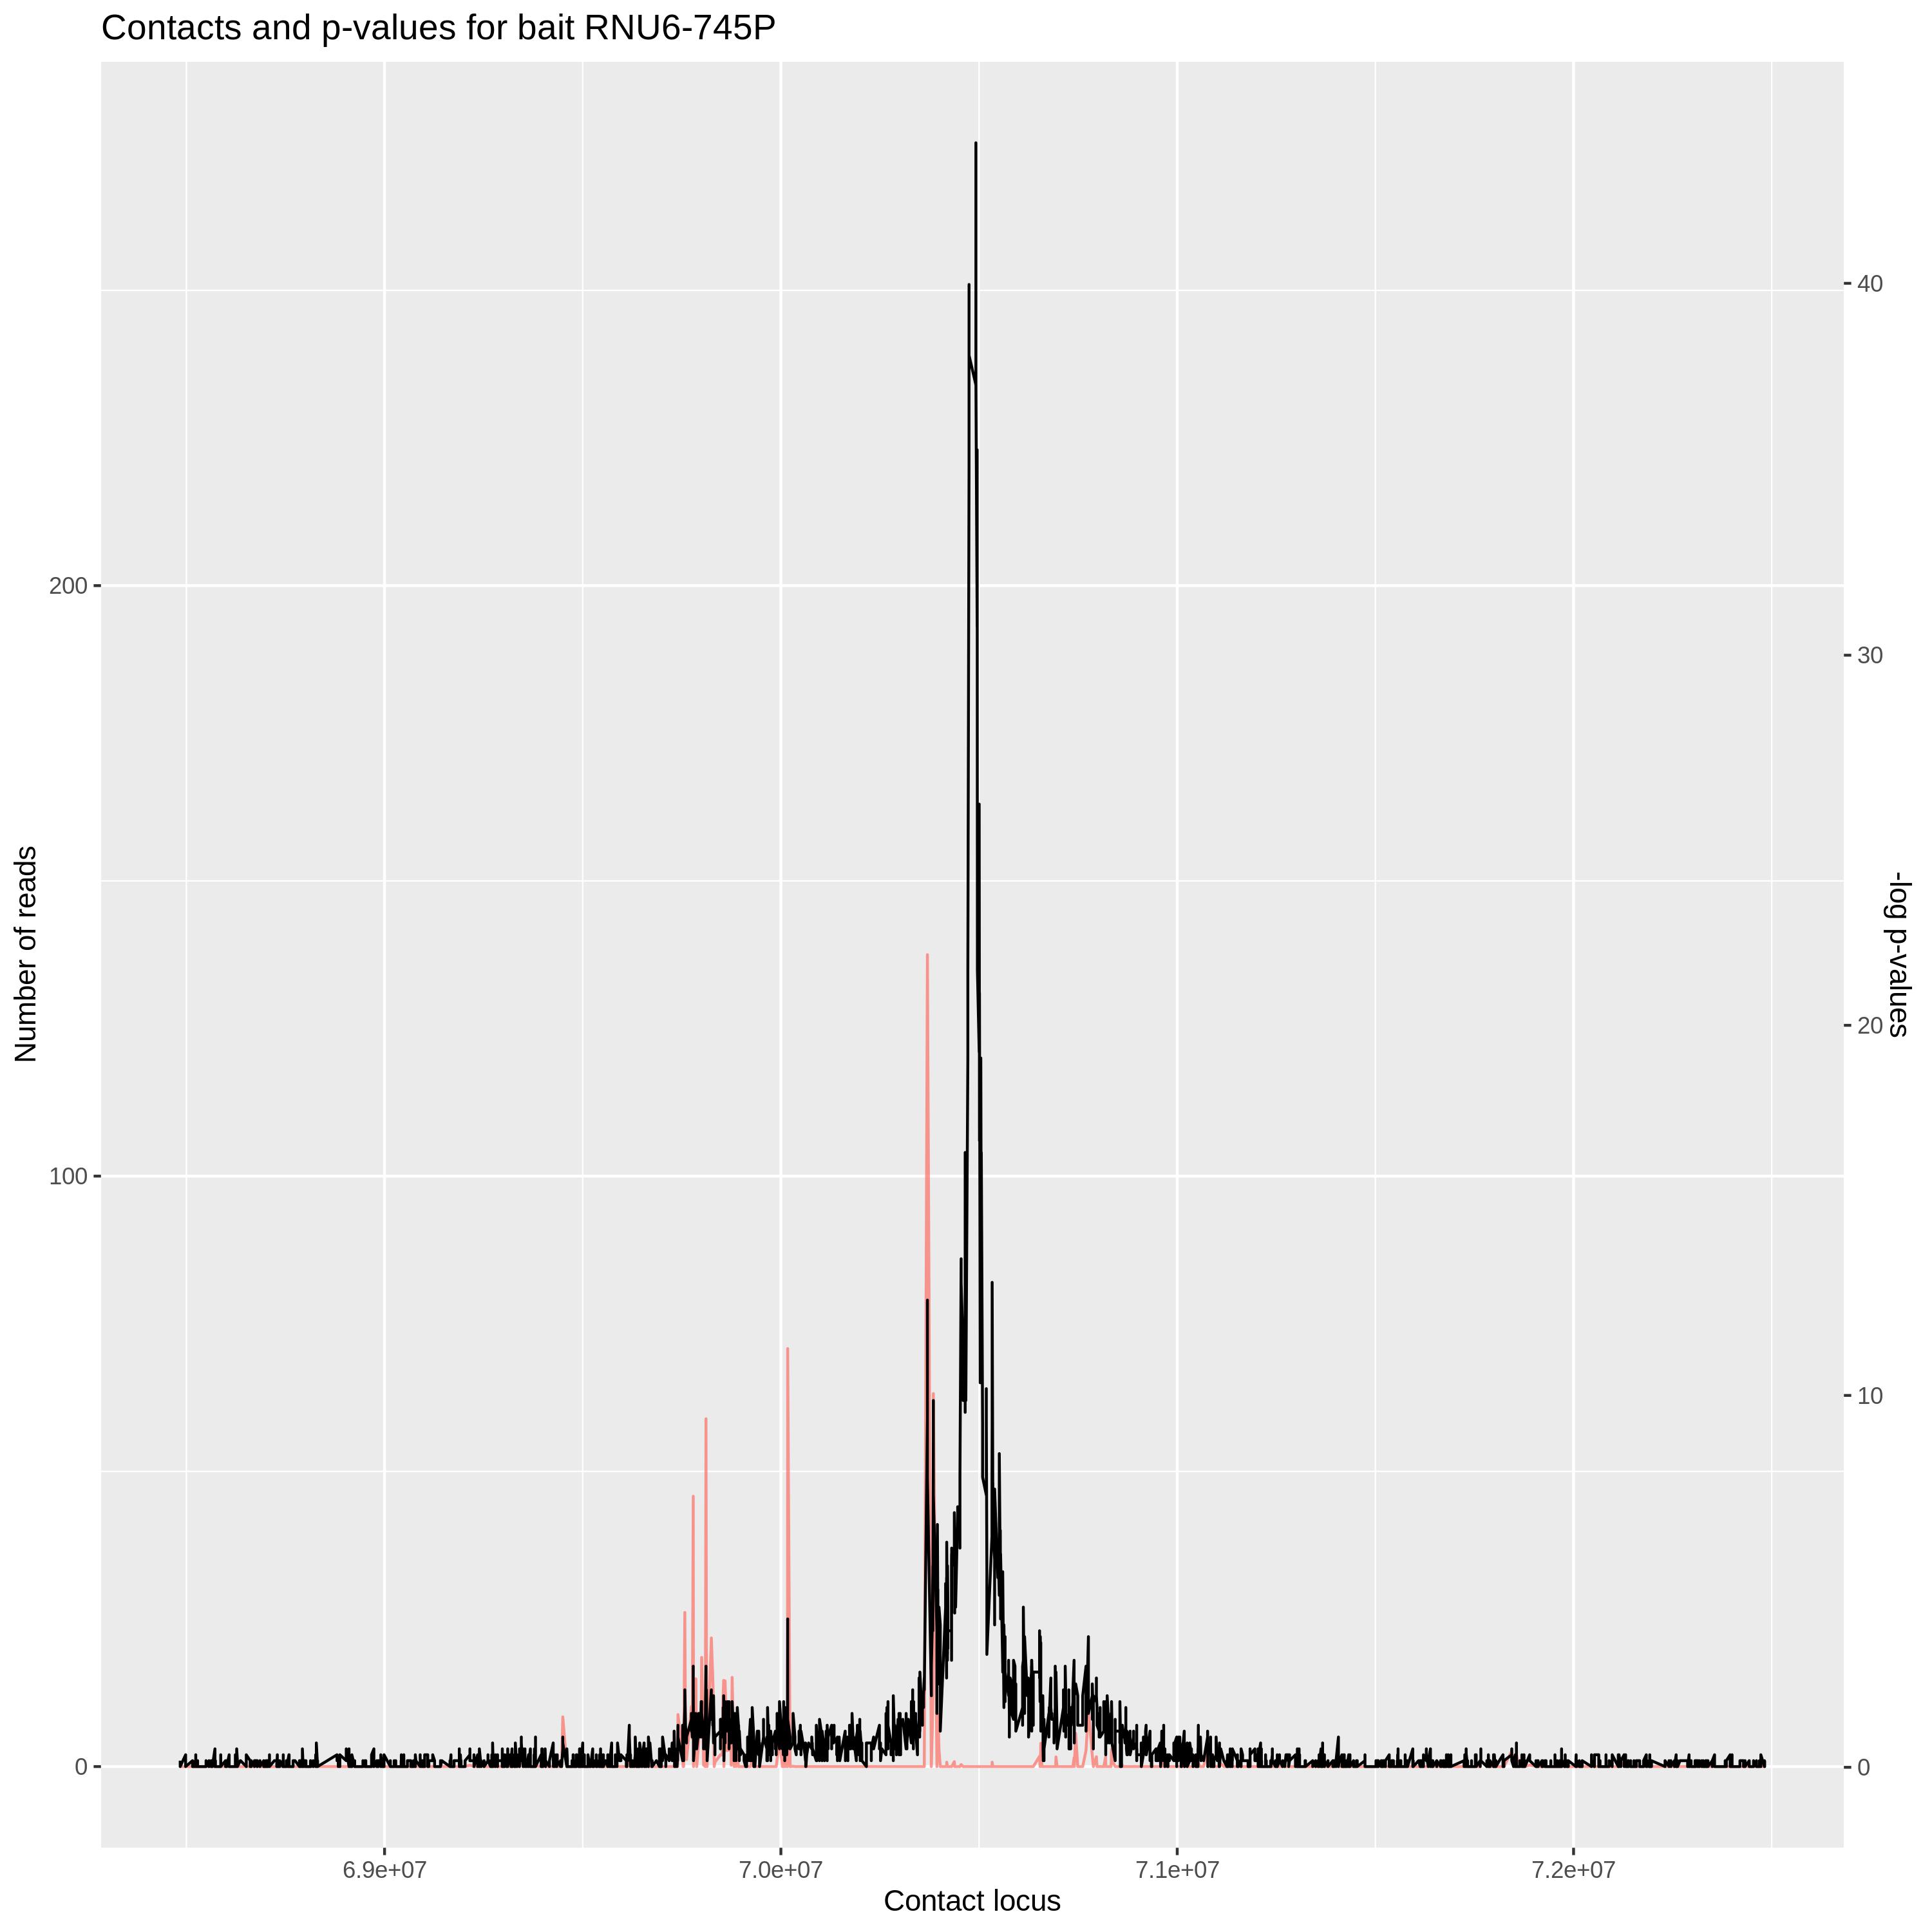 Contacts and p-values for bait RNU6-745P
Number of reads
200
100
0
40
30
20
10
0
-log p-values
6.9e+07
7.0e+07
7.1e+07
7.2e+07
Contact locus